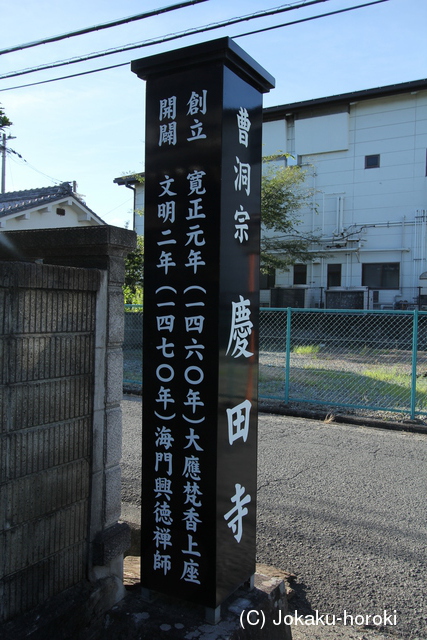 曹洞宗 慶田寺
創立 寛正元年（一四六〇年）大應梵香上座
開闢 文明二年（一四七〇年）海門興徳禅師
(C) Jokaku-horoki